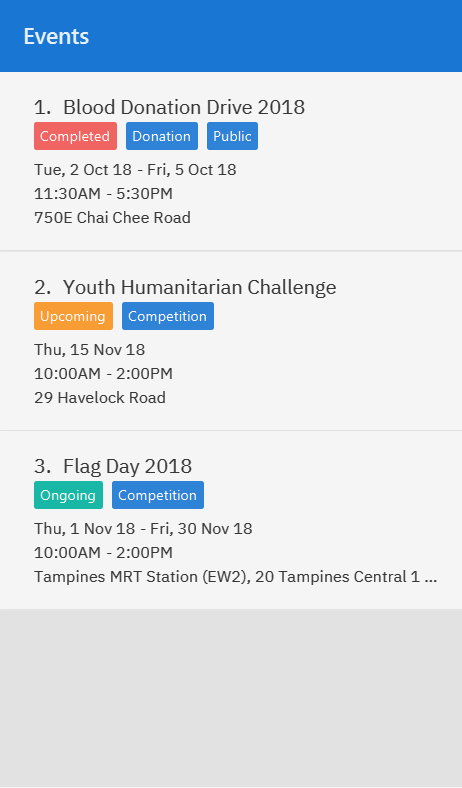 Events
1. Blood Donation Drive 2018
Completed Donation Public
Tue, 2 Oct 18 - Fri, 5 Oct 18
11:30AM - 5:30PM
750E Chai Chee Road
2. Youth Humanitarian Challenge
Upcoming Competition
Thu, 15 Nov 18
10:00AM - 2:00PM
29 Havelock Road
3. Flag Day 2018
Ongoing Competition
Thu, 1 Nov 18 - Fri, 30 Nov 18
10:00AM - 2:00PM
Tampines MRT Station (EW2), 20 Tampines Central 1 ...